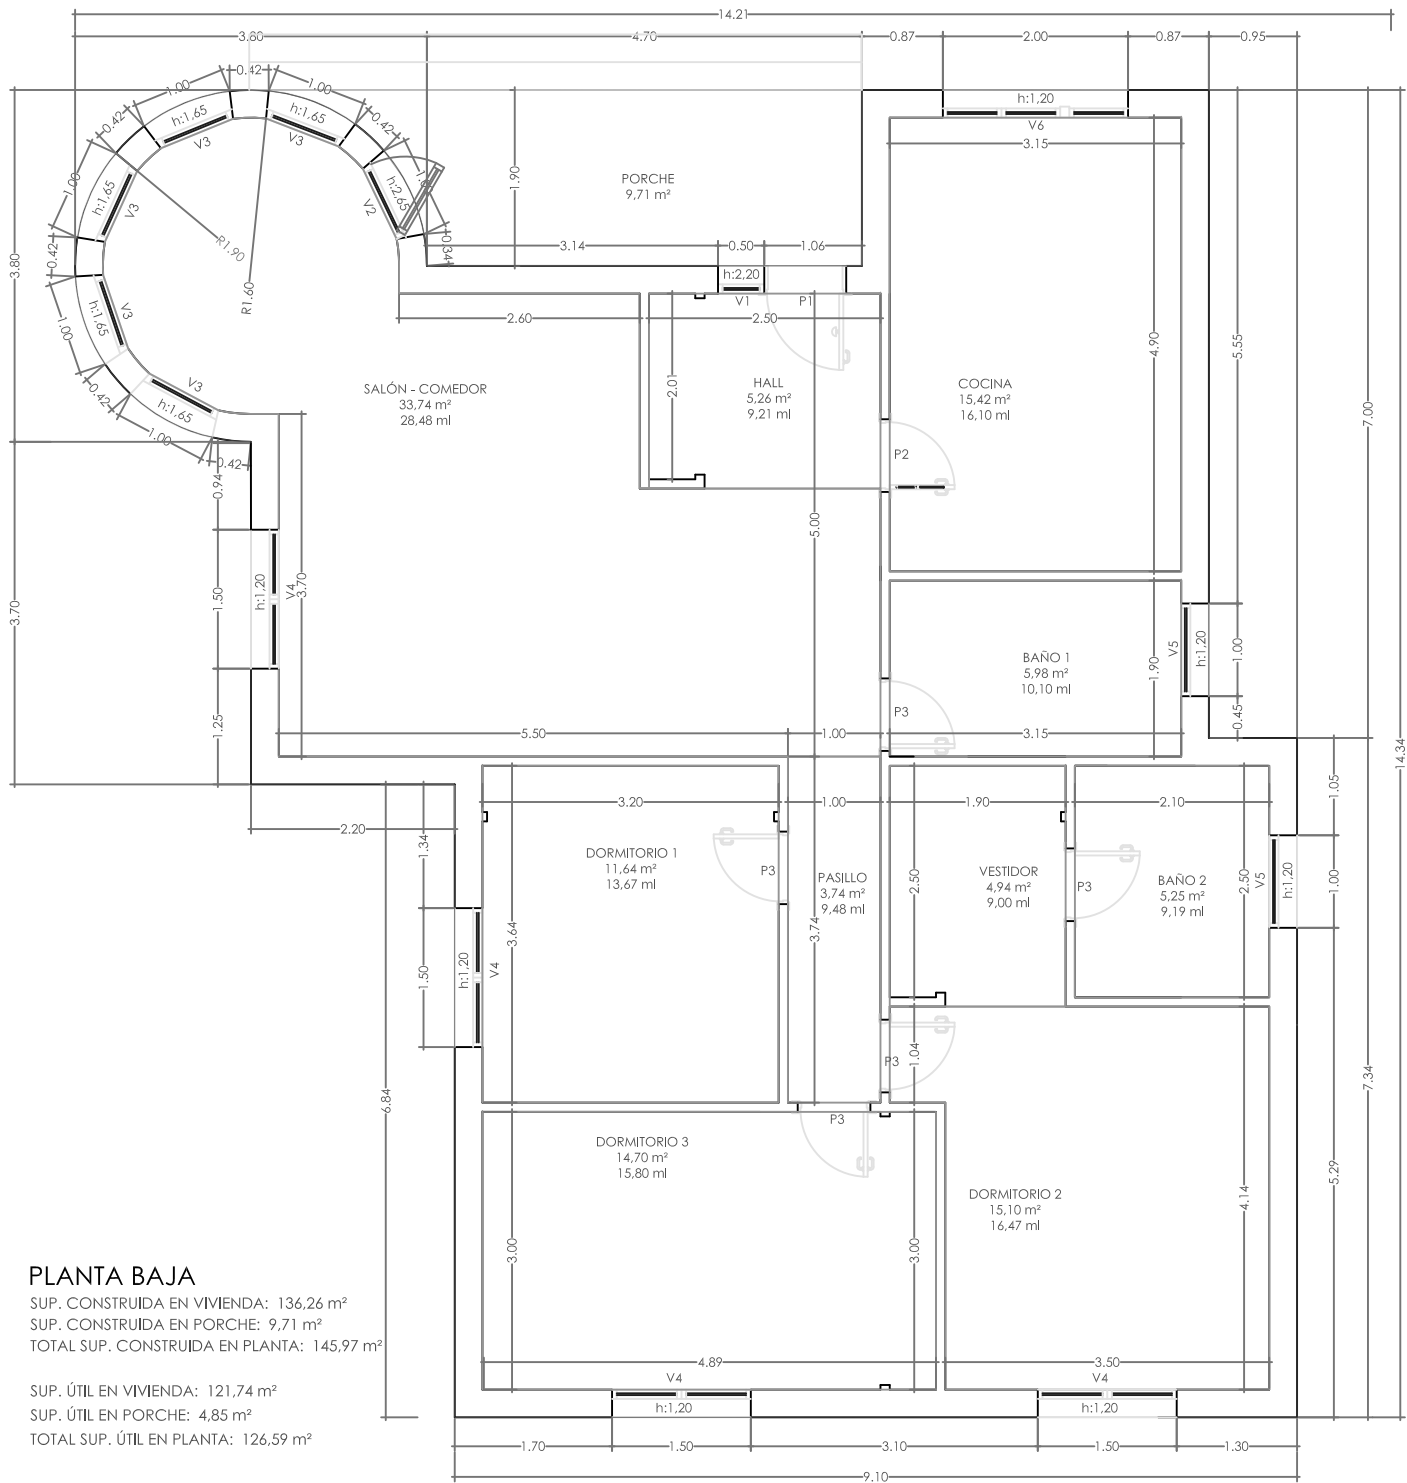 14.21
3.80
4.70
0.87
2.00
0.87
0.95
0.42
1.00
1.00
h:1,20
V6
3.15
h:1,65
V3
h:1,65
V3
0.42
0.42
h:2,65
V2
1.00
h:1,65
V3
R1.90
R1.60
PORCHE
9,71 m²
1.90
0.34
3.14
0.50
1.06
h:2,20
V1
P1
3.80
0.42
1.00
h:1,65
V3
0.42
V3
h:1,65
1.00
0.42
2.60
2.50
2.01
SALÓN - COMEDOR
33,74 m²
28,48 ml
HALL
5,26 m²
9,21 ml
COCINA
15,42 m²
16,10 ml
4.90
5.55
7.00
P2
0.94
5.00
1.50
h:1,20
V4
3.70
3.70
1.25
BAÑO 1
5,98 m²
10,10 ml
1.90
V5
h:1,20
1.00
0.45
P3
5.50
1.00
3.15
14.34
3.20
1.00
1.90
2.10
1.05
2.20
1.34
DORMITORIO 1
11,64 m²
13,67 ml
P3
PASILLO
3,74 m²
9,48 ml
2.50
VESTIDOR
4,94 m²
9,00 ml
P3
BAÑO 2
5,25 m²
9,19 ml
2.50
V5
h:1,20
1.00
3.64
3.74
h:1,20
V4
1.50
P3
1.04
6.84
7.34
P3
DORMITORIO 3
14,70 m²
15,80 ml
DORMITORIO 2
15,10 m²
16,47 ml
4.14
5.29
3.00
3.00
PLANTA BAJA
SUP. CONSTRUIDA EN VIVIENDA: 136,26 m²
SUP. CONSTRUIDA EN PORCHE: 9,71 m²
TOTAL SUP. CONSTRUIDA EN PLANTA: 145,97 m²
SUP. ÚTIL EN VIVIENDA: 121,74 m²
SUP. ÚTIL EN PORCHE: 4,85 m²
TOTAL SUP. ÚTIL EN PLANTA: 126,59 m²
4.89
3.50
V4
V4
h:1,20
h:1,20
1.70
1.50
3.10
1.50
1.30
9.10